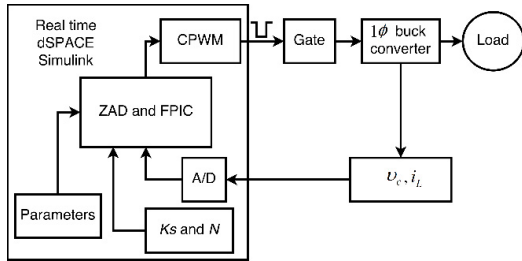 Real time
dSPACE
Simulink
CPWM
Gate
1ϕ buck
converter
Load
ZAD and FPIC
A/D
υc, iL
Parameters
Ks and N